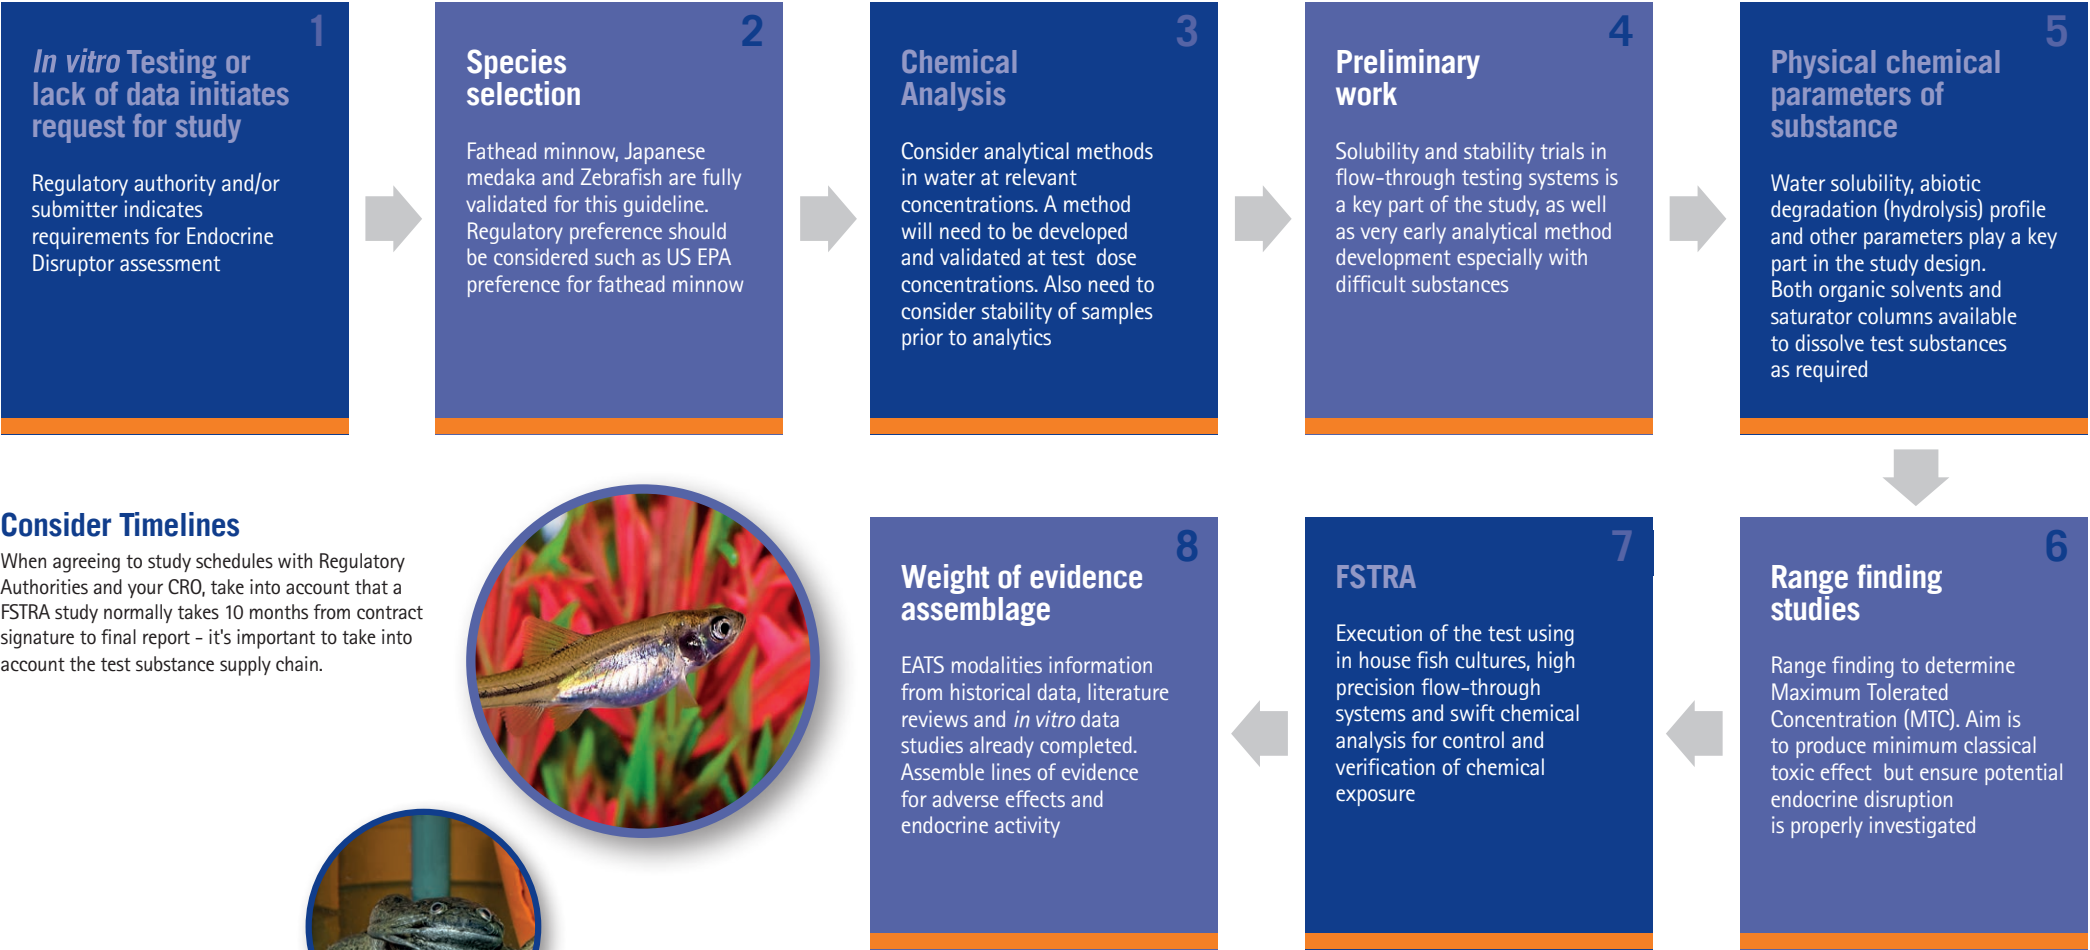 1
In vitro Testing or
lack of data initiates
request for study
Regulatory authority and/or
submitter indicates
requirements for Endocrine
Disruptor assessment
2
Species
selection
Fathead minnow, Japanese
medaka and Zebrafish are fully
validated for this guideline.
Regulatory preference should
be considered such as US EPA
preference for fathead minnow
3
Chemical
Analysis
Consider analytical methods
in water at relevant
concentrations. A method
will need to be developed
and validated at test dose
concentrations. Also need to
consider stability of samples
prior to analytics
4
Preliminary
work
Solubility and stability trials in
flow-through testing systems is
a key part of the study, as well
as very early analytical method
development especially with
difficult substances
5
Physical chemical
parameters of
substance
Water solubility, abiotic
degradation (hydrolysis) profile
and other parameters play a key
part in the study design.
Both organic solvents and
saturator columns available
to dissolve test substances
as required
6
Range finding
studies
Range finding to determine
Maximum Tolerated
Concentration (MTC). Aim is
to produce minimum classical
toxic effect but ensure potential
endocrine disruption
is properly investigated
7
FSTRA
Execution of the test using
in house fish cultures, high
precision flow-through
systems and swift chemical
analysis for control and
verification of chemical
exposure
8
Weight of evidence
assemblage
EATS modalities information
from historical data, literature
reviews and in vitro data
studies already completed.
Assemble lines of evidence
for adverse effects and
endocrine activity
Consider Timelines
When agreeing to study schedules with Regulatory
Authorities and your CRO, take into account that a
FSTRA study normally takes 10 months from contract
signature to final report - it's important to take into
account the test substance supply chain.